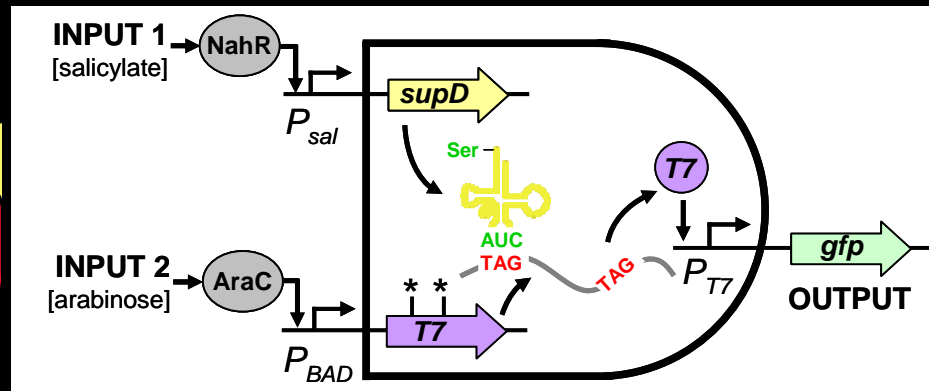 INPUT 1
[salicylate]
NahR
P sal
supD
Ser
AUC
TAG
T7
TAG
P T7
gfp
OUTPUT
INPUT 2
[arabinose]
AraC
P BAD
* *
T7